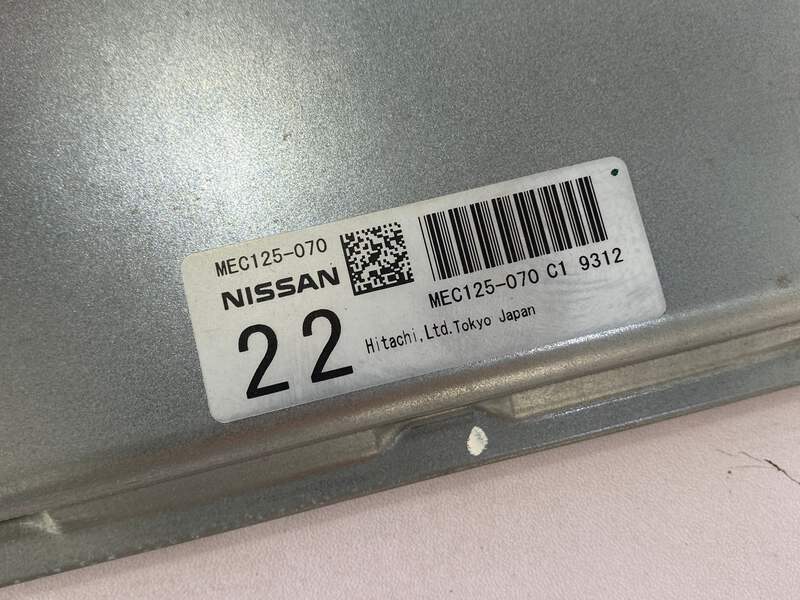 MEC125-070
NISSAN
22
MEC125-070 C1 9312
Hitachi,Ltd.Tokyo Japan